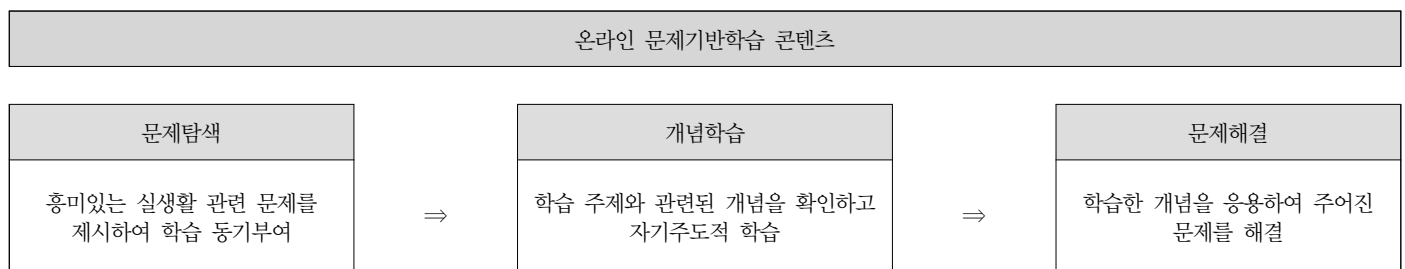 온라인 문제기반학습 콘텐츠
문제탐색
흥미있는 실생활 관련 문제를
제시하여 학습 동기부여
⇒
개념학습
학습 주제와 관련된 개념을 확인하고
자기주도적 학습
⇒
문제해결
학습한 개념을 응용하여 주어진
문제를 해결